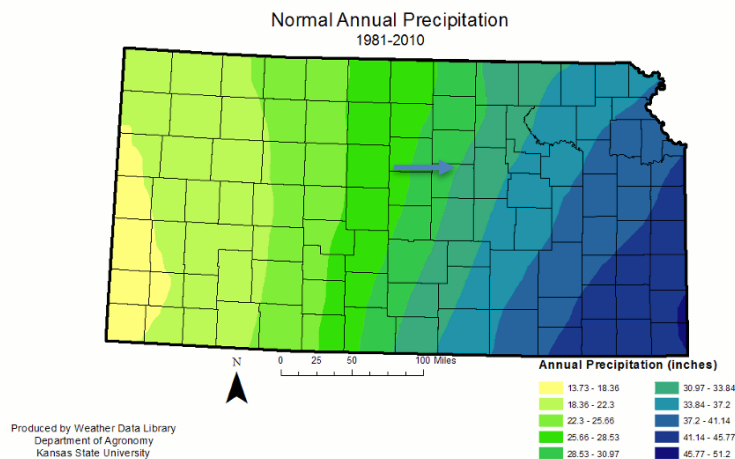 Normal Annual Precipitation
1981-2010
N
0 25 50 100 Miles
Annual Precipitation (inches)
13.73 - 18.36
18.36 - 22.3
22.3 - 25.66
25.66 - 28.53
28.53 - 30.97
30.97 - 33.84
33.84 - 37.2
37.2 - 41.14
41.14 - 45.77
45.77 - 51.2
Produced by Weather Data Library
Department of Agronomy
Kansas State University